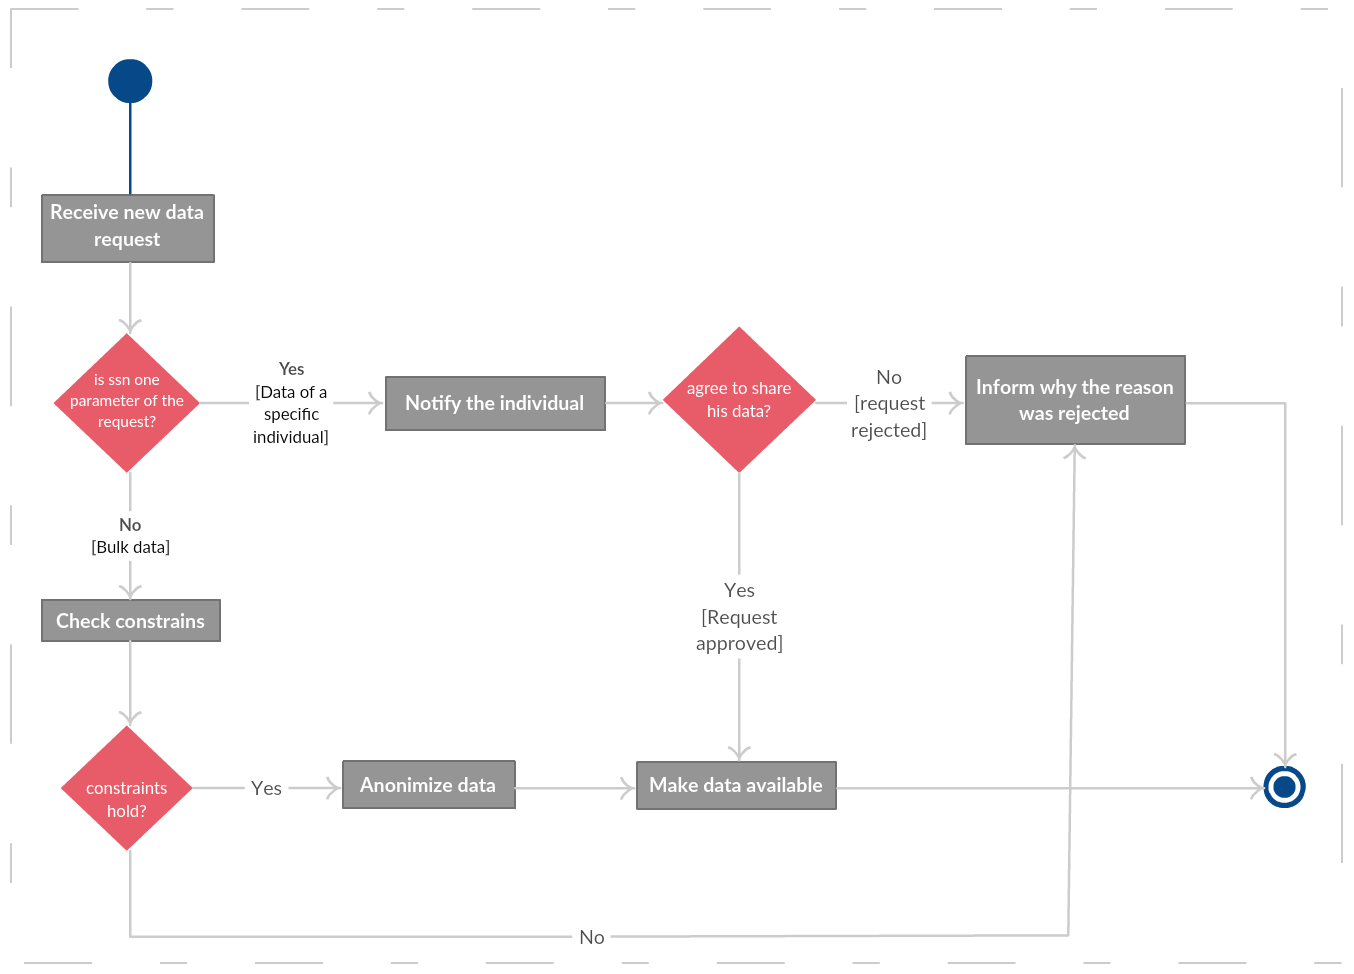 Receive new data
request
is ssn one
parameter of the
request?
Yes
[Data of a
specific
individual]
Notify the individual
agree to share
his data?
No
[request
rejected]
Inform why the reason
was rejected
No
[Bulk data]
Yes
[Request
approved]
Check constrains
constraints
hold?
Yes
Anonimize data
Make data available
No